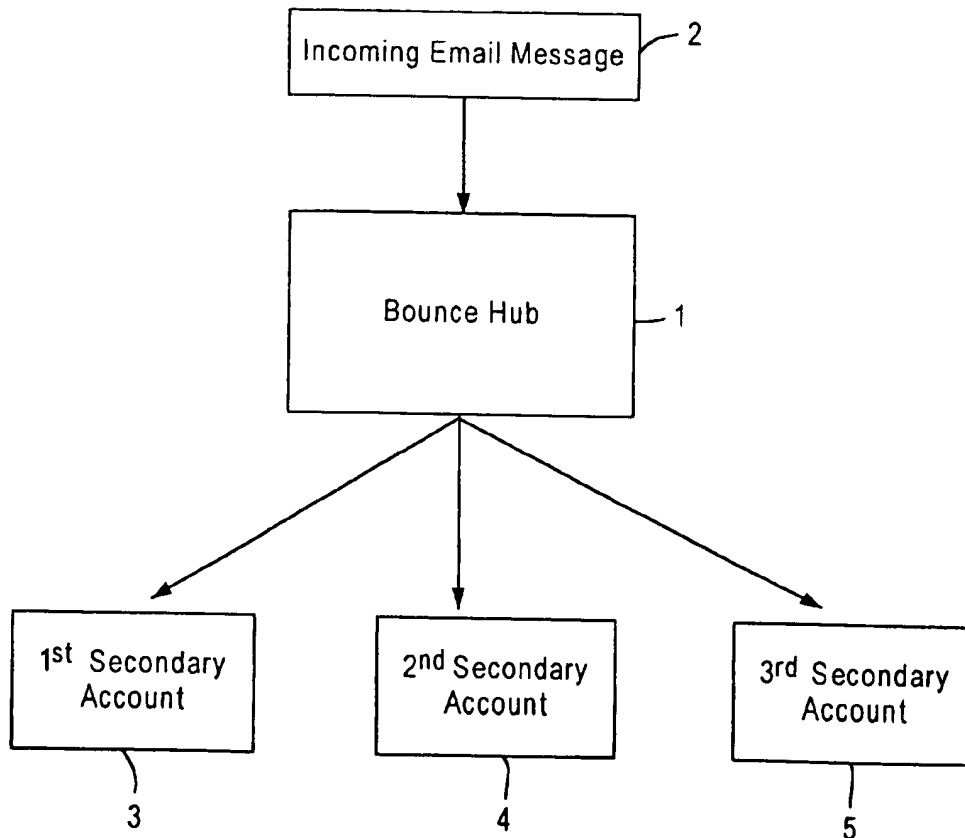 Incoming Email Message
2
Bounce Hub
1
1st Secondary
Account
2nd Secondary
Account
3rd Secondary
Account
3
4
5